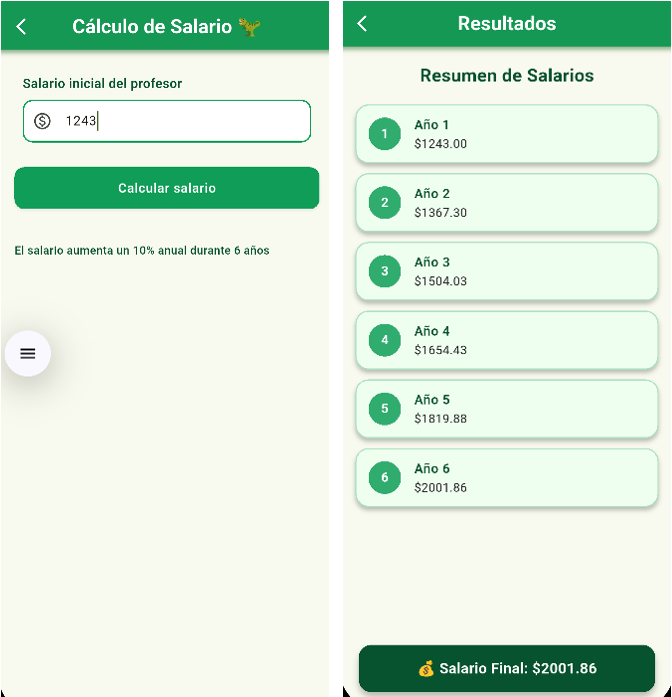 Cálculo de Salario 🦖
Salario inicial del profesor
1243
Calcular salario
El salario aumenta un 10% anual durante 6 años
Resultados
Resumen de Salarios
1
Año 1
$1243.00
2
Año 2
$1367.30
3
Año 3
$1504.03
4
Año 4
$1654.43
5
Año 5
$1819.88
6
Año 6
$2001.86
💰 Salario Final: $2001.86